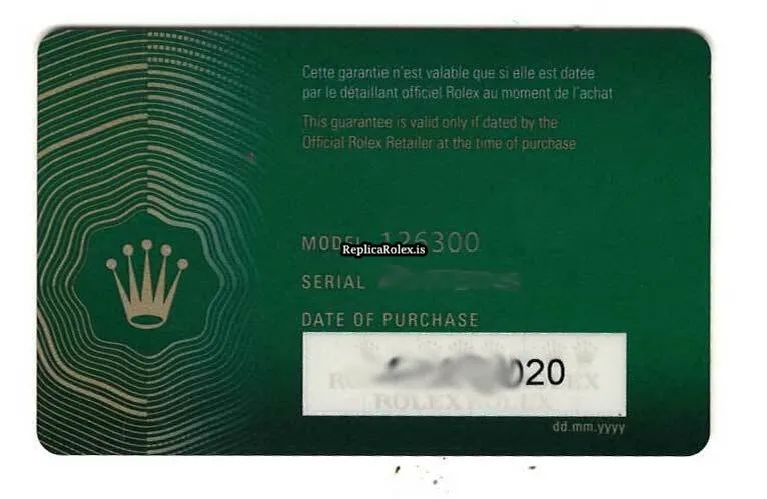 Cette garantie n'est valable que si elle est datée
par le détaillant officiel Rolex au moment de l'achat
This guarantee is valid only if dated by the
Official Rolex Retailer at the time of purchase
MODEL 126300
ReplicaRolex.is
SERIAL
DATE OF PURCHASE
020
ROLEX ROLEX
dd.mm.yyyy